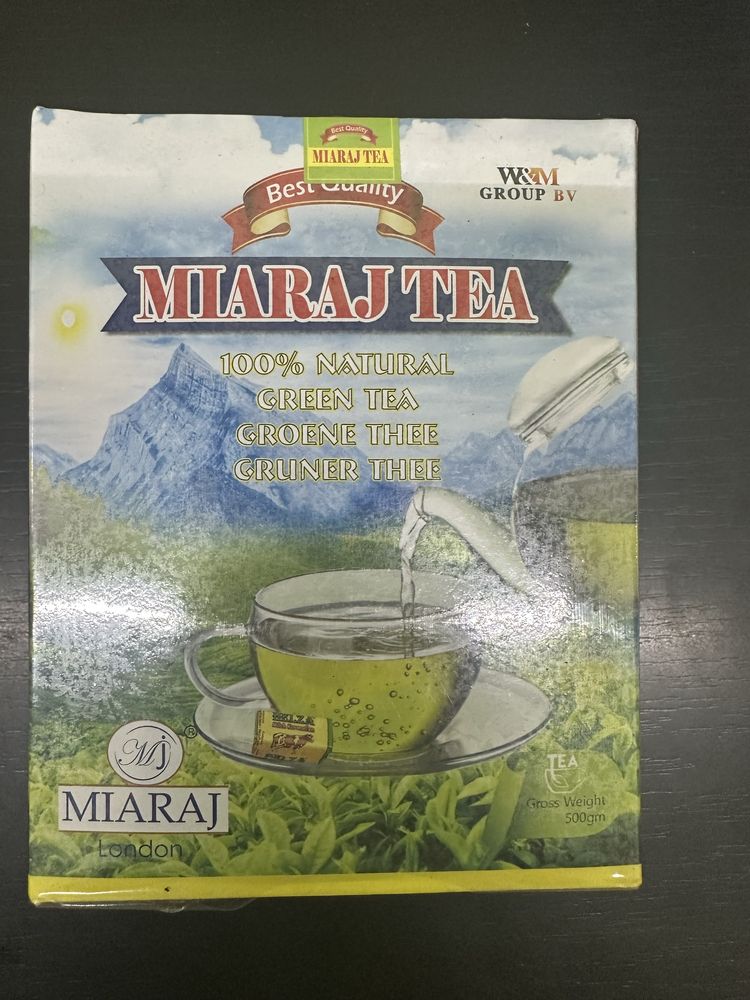 Best Quality
MIARAJ TEA
Best Quality
W&M
GROUP BV
MIARAJ TEA
100% NATURAL
GREEN TEA
GROENE THEE
GRUNER THEE
Mj ®
MIARAJ
London
TEA
Gross Weight
500gm